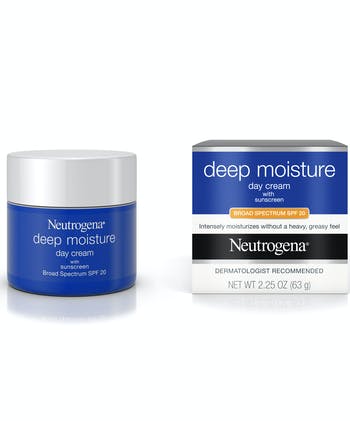 Neutrogena®
deep moisture
day cream
with
sunscreen
Broad Spectrum SPF 20
deep moisture
day cream
with
sunscreen
BROAD SPECTRUM SPF 20
Intensely moisturizes without a heavy, greasy feel
Neutrogena®
DERMATOLOGIST RECOMMENDED
NET WT 2.25 OZ (63 g)